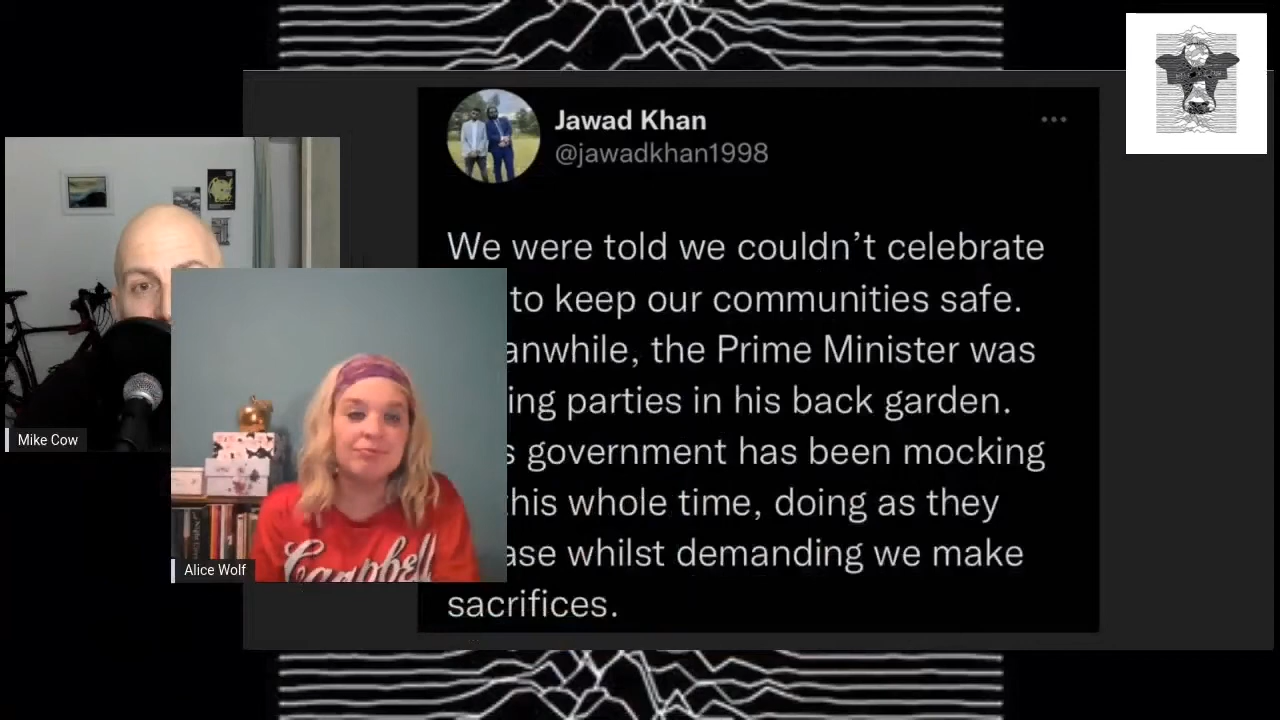 Jawad Khan
@jawadkhan1998
We were told we couldn't celebrate
to keep our communities safe.
the Prime Minister was
parties in his back garden.
government has been mocking
whole time, doing as they
whilst demanding we make
sacrifices.
Mike Cow
Alice Wolf
Campbell